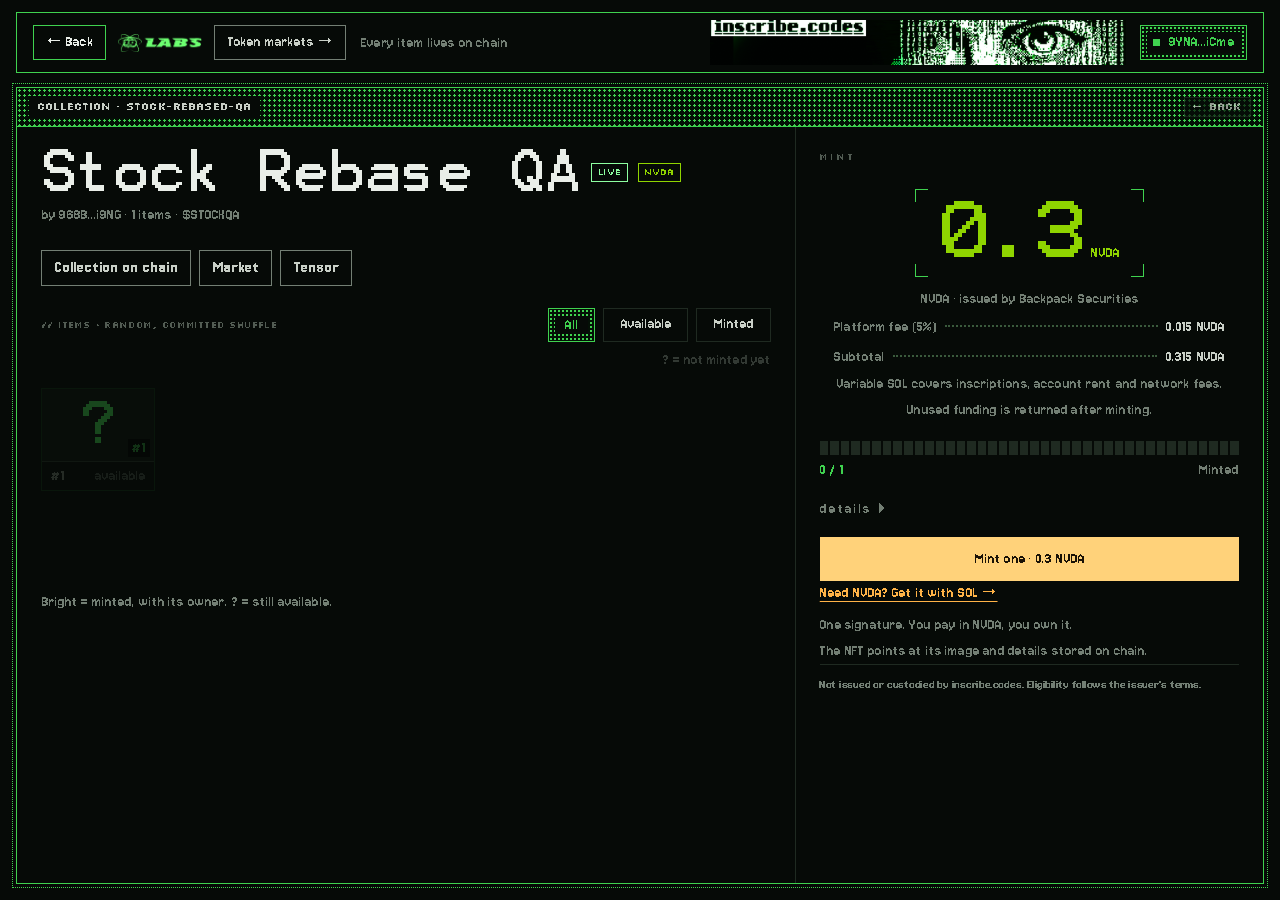 ← Back
LABS
Token markets →
Every item lives on chain
inscribe.codes
9YNA…iCme
COLLECTION · STOCK-REBASED-QA
← BACK
Stock Rebase QA
LIVE
NVDA
by 968B…i9NG · 1 items · $STOCKQA
Collection on chain
Market
Tensor
// ITEMS · RANDOM, COMMITTED SHUFFLE
All
Available
Minted
? = not minted yet
?
#1
#1
available
Bright = minted, with its owner. ? = still available.
MINT
0.3 NVDA
NVDA · issued by Backpack Securities
Platform fee (5%) 0.015 NVDA
Subtotal 0.315 NVDA
Variable SOL covers inscriptions, account rent and network fees.
Unused funding is returned after minting.
0 / 1
Minted
details
Mint one · 0.3 NVDA
Need NVDA? Get it with SOL →
One signature. You pay in NVDA, you own it.
The NFT points at its image and details stored on chain.
Not issued or custodied by inscribe.codes. Eligibility follows the issuer's terms.